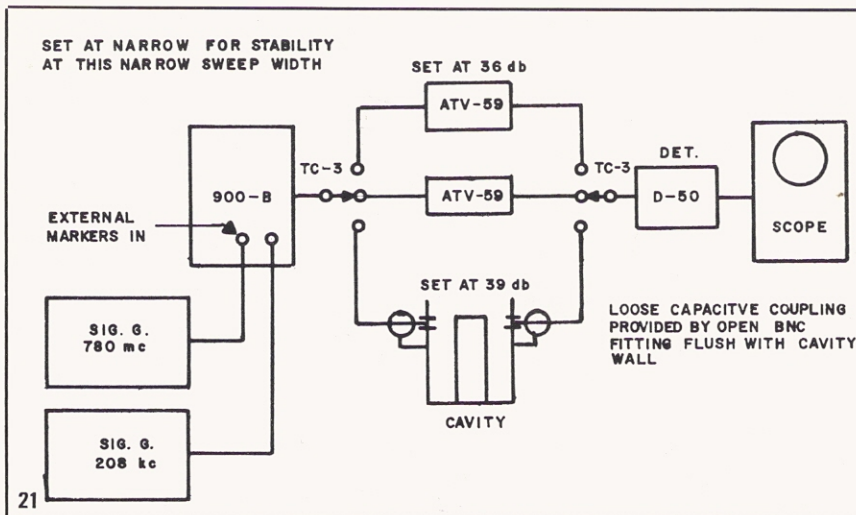 SET AT NARROW FOR STABILITY
AT THIS NARROW SWEEP WIDTH
SET AT 36 db
ATV-59
TC-3
TC-3
DET.
900-B
ATV-59
D-50
SCOPE
EXTERNAL
MARKERS IN
SET AT 39 db
SIG. G.
780 mc
LOOSE CAPACITVE COUPLING
PROVIDED BY OPEN BNC
FITTING FLUSH WITH CAVITY
WALL
CAVITY
SIG. G.
208 kc
21